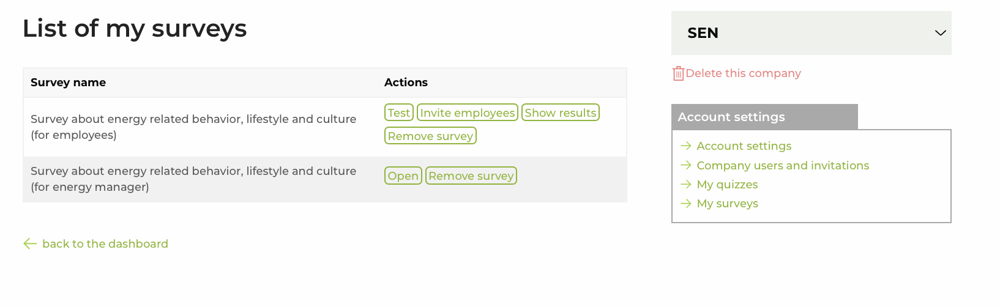 List of my surveys
SEN
Delete this company
Survey name Actions
Survey about energy related behavior, lifestyle and culture
(for employees)
Test Invite employees Show results
Remove survey
Survey about energy related behavior, lifestyle and culture
(for energy manager)
Open Remove survey
back to the dashboard
Account settings
Account settings
Company users and invitations
My quizzes
My surveys